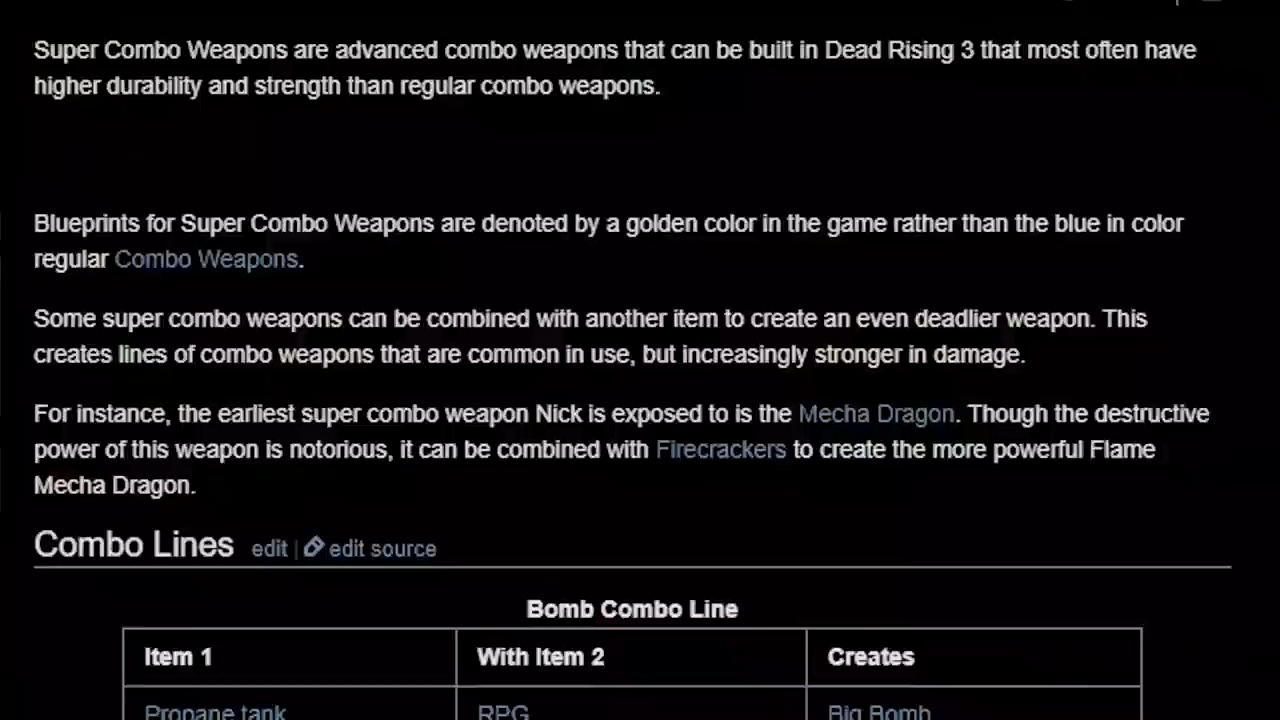 Super Combo Weapons are advanced combo weapons that can be built in Dead Rising 3 that most often have
higher durability and strength than regular combo weapons.
Blueprints for Super Combo Weapons are denoted by a golden color in the game rather than the blue in color
regular Combo Weapons.
Some super combo weapons can be combined with another item to create an even deadlier weapon. This
creates lines of combo weapons that are common in use, but increasingly stronger in damage.
For instance, the earliest super combo weapon Nick is exposed to is the Mecha Dragon. Though the destructive
power of this weapon is notorious, it can be combined with Firecrackers to create the more powerful Flame
Mecha Dragon.
Combo Lines edit | edit source
Bomb Combo Line
Item 1 With Item 2 Creates
Propane tank RPG Big Bomb